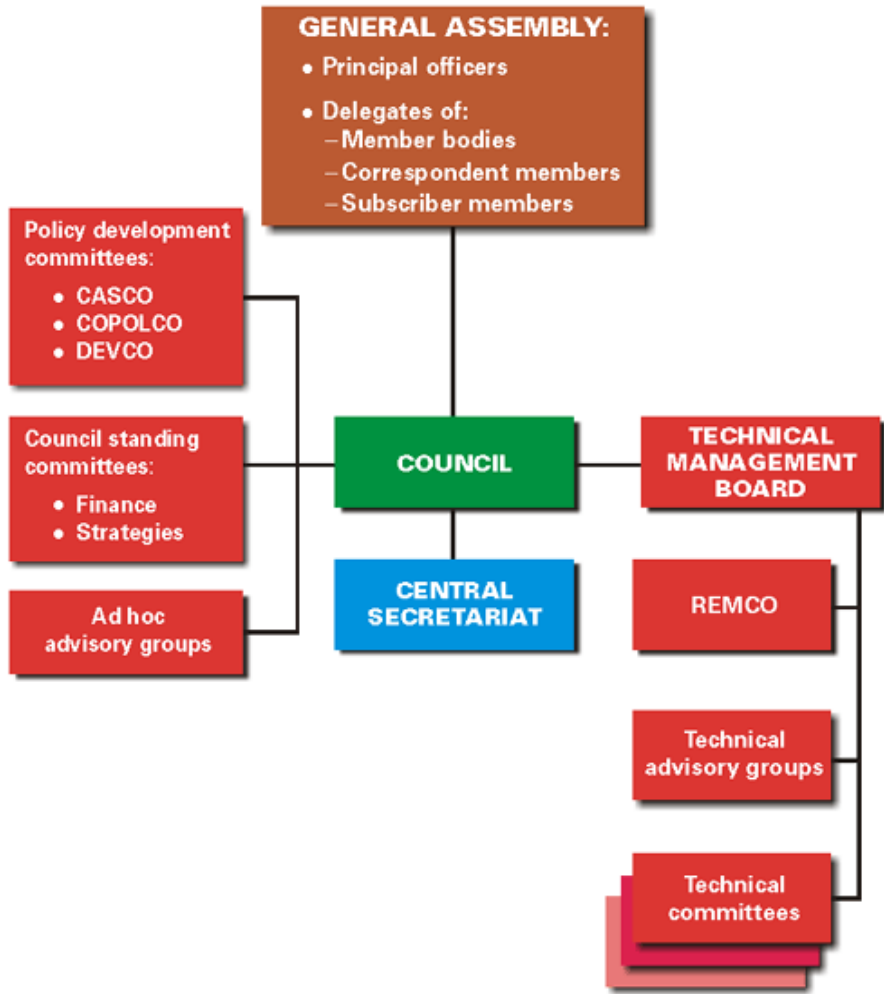 GENERAL ASSEMBLY:
• Principal officers
• Delegates of:
– Member bodies
– Correspondent members
– Subscriber members
Policy development
committees:
• CASCO
• COPOLCO
• DEVCO
Council standing
committees:
• Finance
• Strategies
Ad hoc
advisory groups
COUNCIL
CENTRAL
SECRETARIAT
TECHNICAL
MANAGEMENT
BOARD
REMCO
Technical
advisory groups
Technical
committees